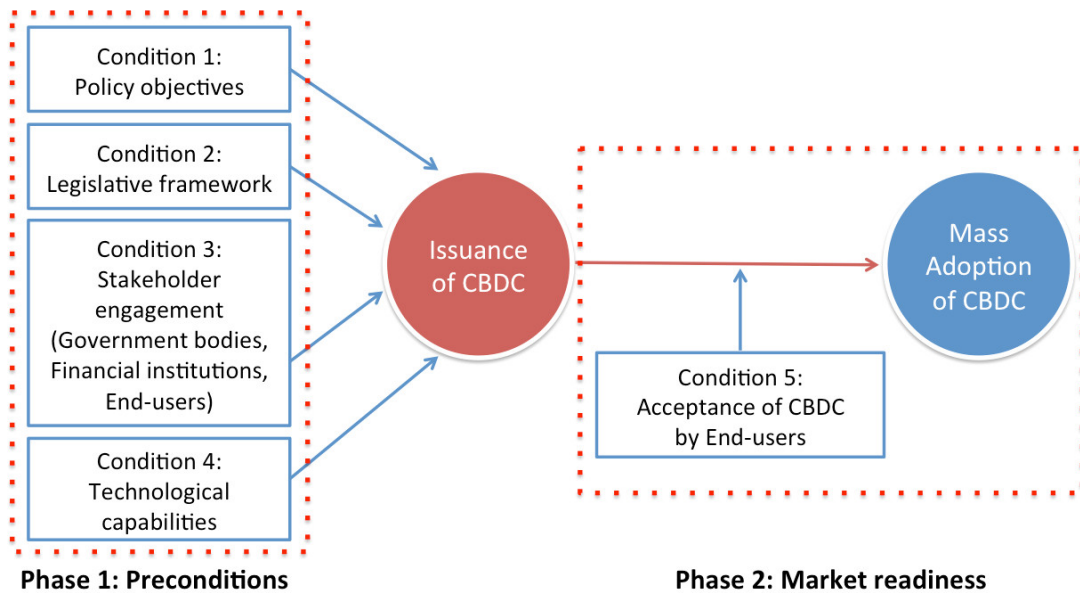 Condition 1:
Policy objectives
Condition 2:
Legislative framework
Condition 3:
Stakeholder
engagement
(Government bodies,
Financial institutions,
End-users)
Condition 4:
Technological
capabilities
Phase 1: Preconditions
Issuance
of CBDC
Mass
Adoption
of CBDC
Condition 5:
Acceptance of CBDC
by End-users
Phase 2: Market readiness